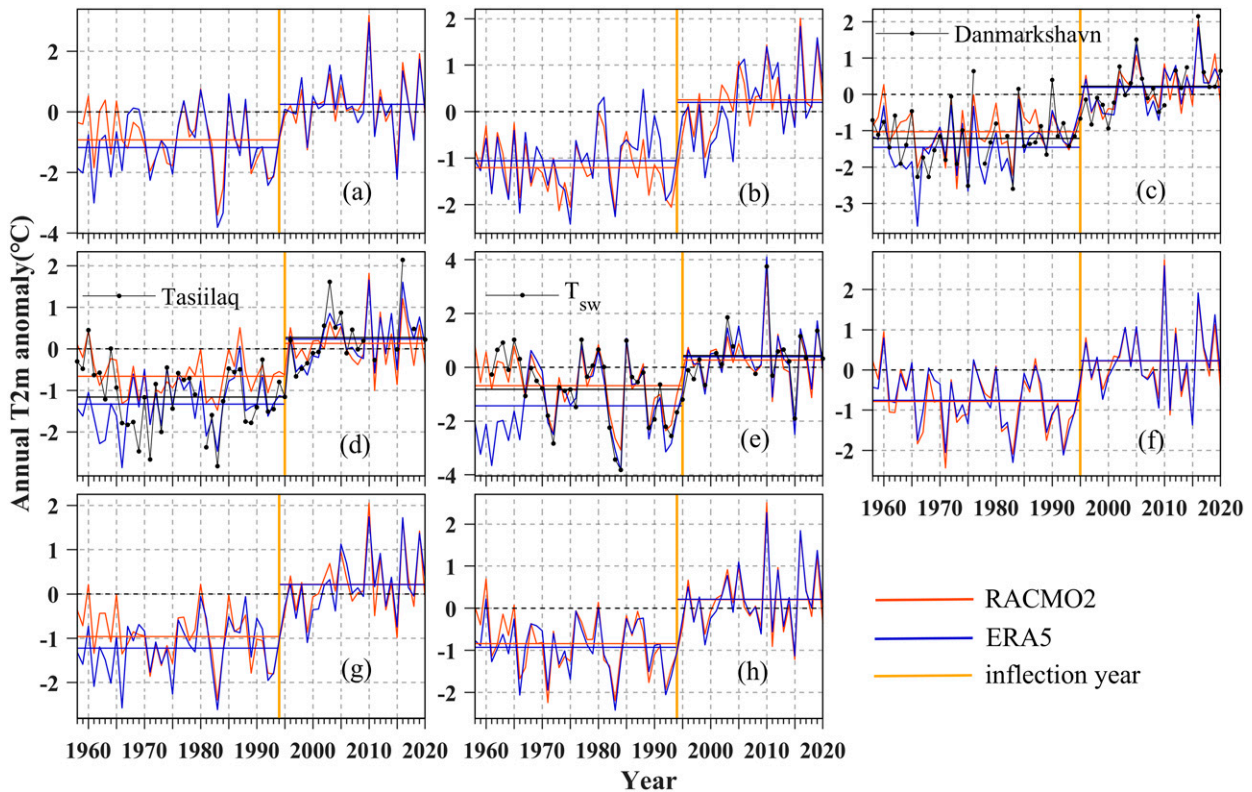 Annual T2m anomaly(°C)
2
0
-2
-4
(a)
2
1
0
-1
-2
(b)
Danmarkshavn
2
1
0
-1
-2
-3
(c)
Tasiilaq
2
1
0
-1
-2
(d)
T_sw
4
2
0
-2
-4
(e)
2
1
0
-1
-2
(f)
1960 1970 1980 1990 2000 2010 2020
2
1
0
-1
-2
(g)
1960 1970 1980 1990 2000 2010 2020
2
1
0
-1
-2
(h)
1960 1970 1980 1990 2000 2010 2020
RACMO2
ERA5
inflection year
Year